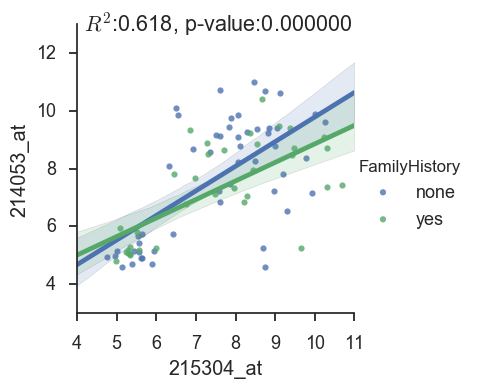 R²:0.618, p-value:0.000000
12
10
8
6
4
214053_at
4 5 6 7 8 9 10 11
215304_at
FamilyHistory
none
yes